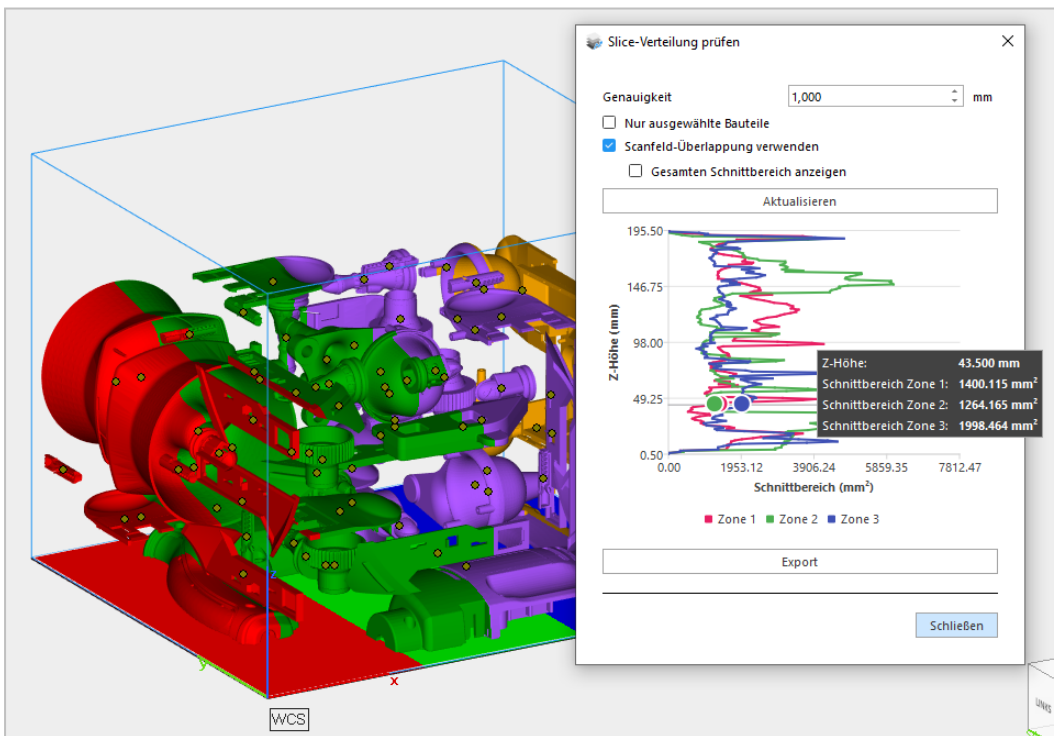 Slice-Verteilung prüfen
Genauigkeit 1,000 mm
Nur ausgewählte Bauteile
Scanfeld-Überlappung verwenden
Gesamten Schnittbereich anzeigen
Aktualisieren
195.50
146.75
98.00
49.25
0.50
Z-Höhe (mm)
Z-Höhe: 43.500 mm
Schnittbereich Zone 1: 1400.115 mm²
Schnittbereich Zone 2: 1264.165 mm²
Schnittbereich Zone 3: 1998.464 mm²
0.00 1953.12 3906.24 5859.35 7812.47
Schnittbereich (mm²)
Zone 1 Zone 2 Zone 3
Export
Schließen
z
y
x
WCS
LINKS